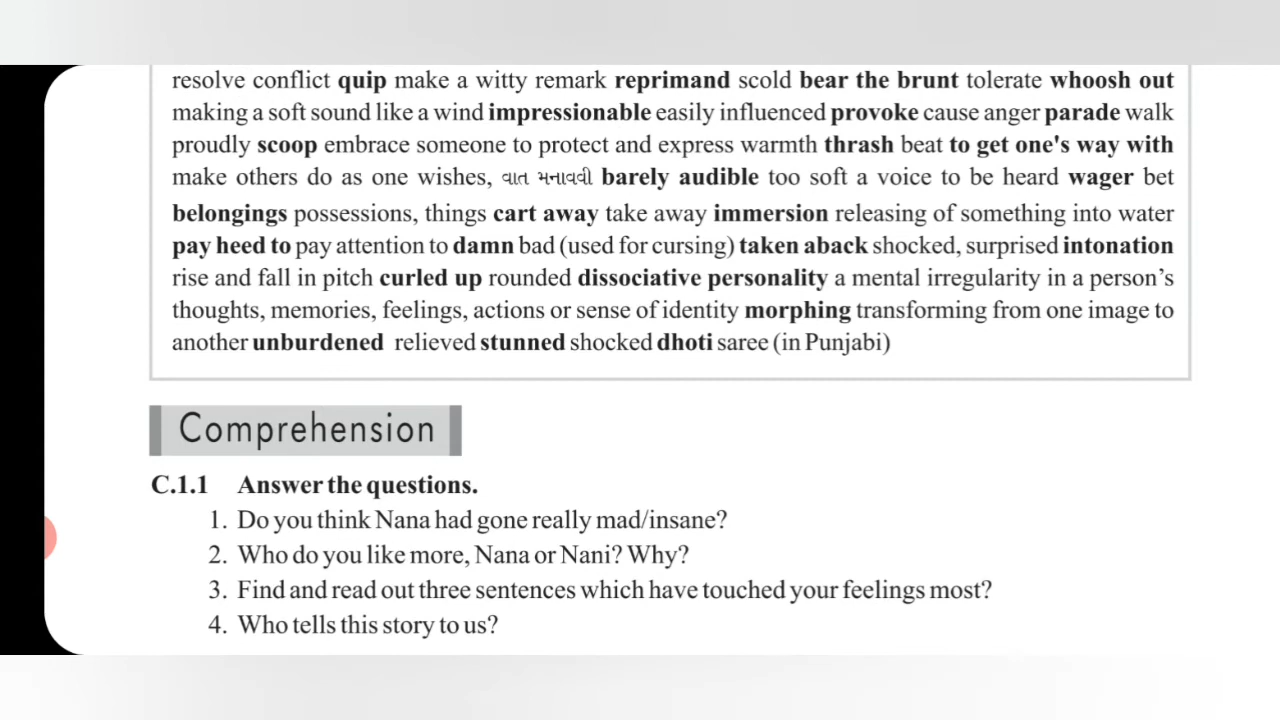 resolve conflict quip make a witty remark reprimand scold bear the brunt tolerate whoosh out
making a soft sound like a wind impressionable easily influenced provoke cause anger parade walk
proudly scoop embrace someone to protect and express warmth thrash beat to get one's way with
make others do as one wishes, વાત મનાવવી barely audible too soft a voice to be heard wager bet
belongings possessions, things cart away take away immersion releasing of something into water
pay heed to pay attention to damn bad (used for cursing) taken aback shocked, surprised intonation
rise and fall in pitch curled up rounded dissociative personality a mental irregularity in a person's
thoughts, memories, feelings, actions or sense of identity morphing transforming from one image to
another unburdened relieved stunned shocked dhoti saree (in Punjabi)
Comprehension
C.1.1 Answer the questions.
1. Do you think Nana had gone really mad/insane?
2. Who do you like more, Nana or Nani? Why?
3. Find and read out three sentences which have touched your feelings most?
4. Who tells this story to us?